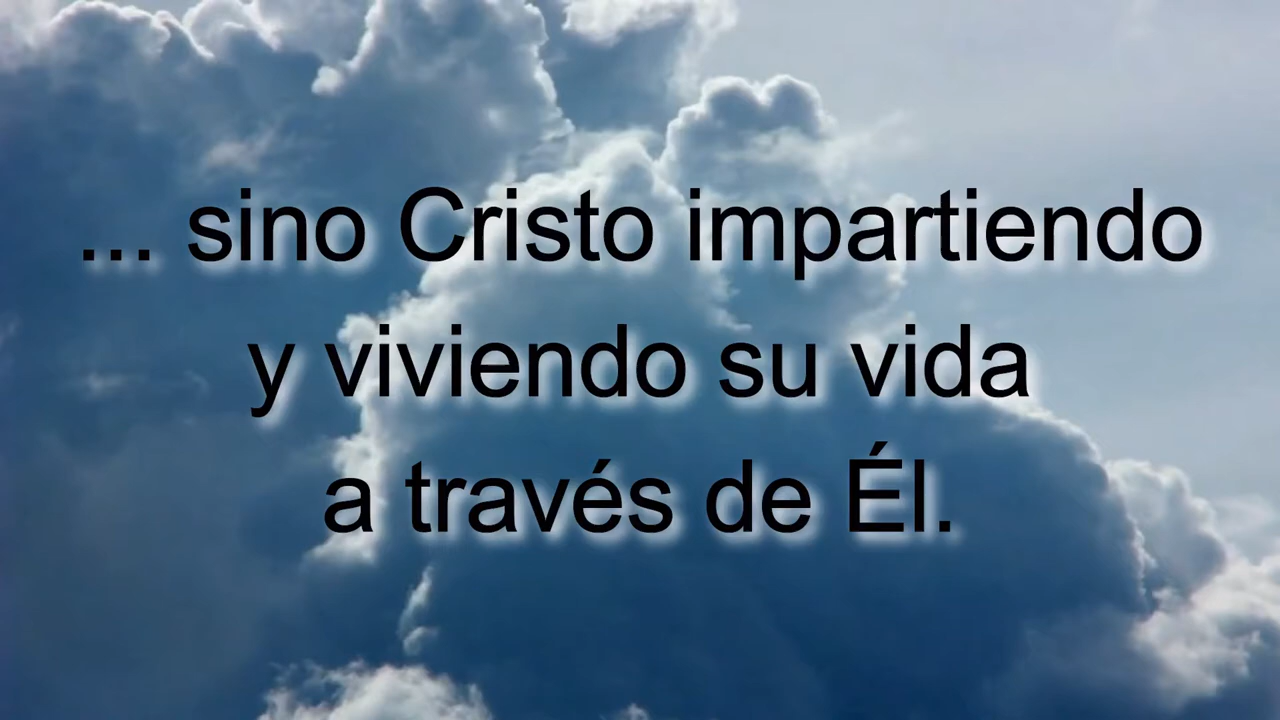 ... sino Cristo impartiendo
y viviendo su vida
a través de Él.